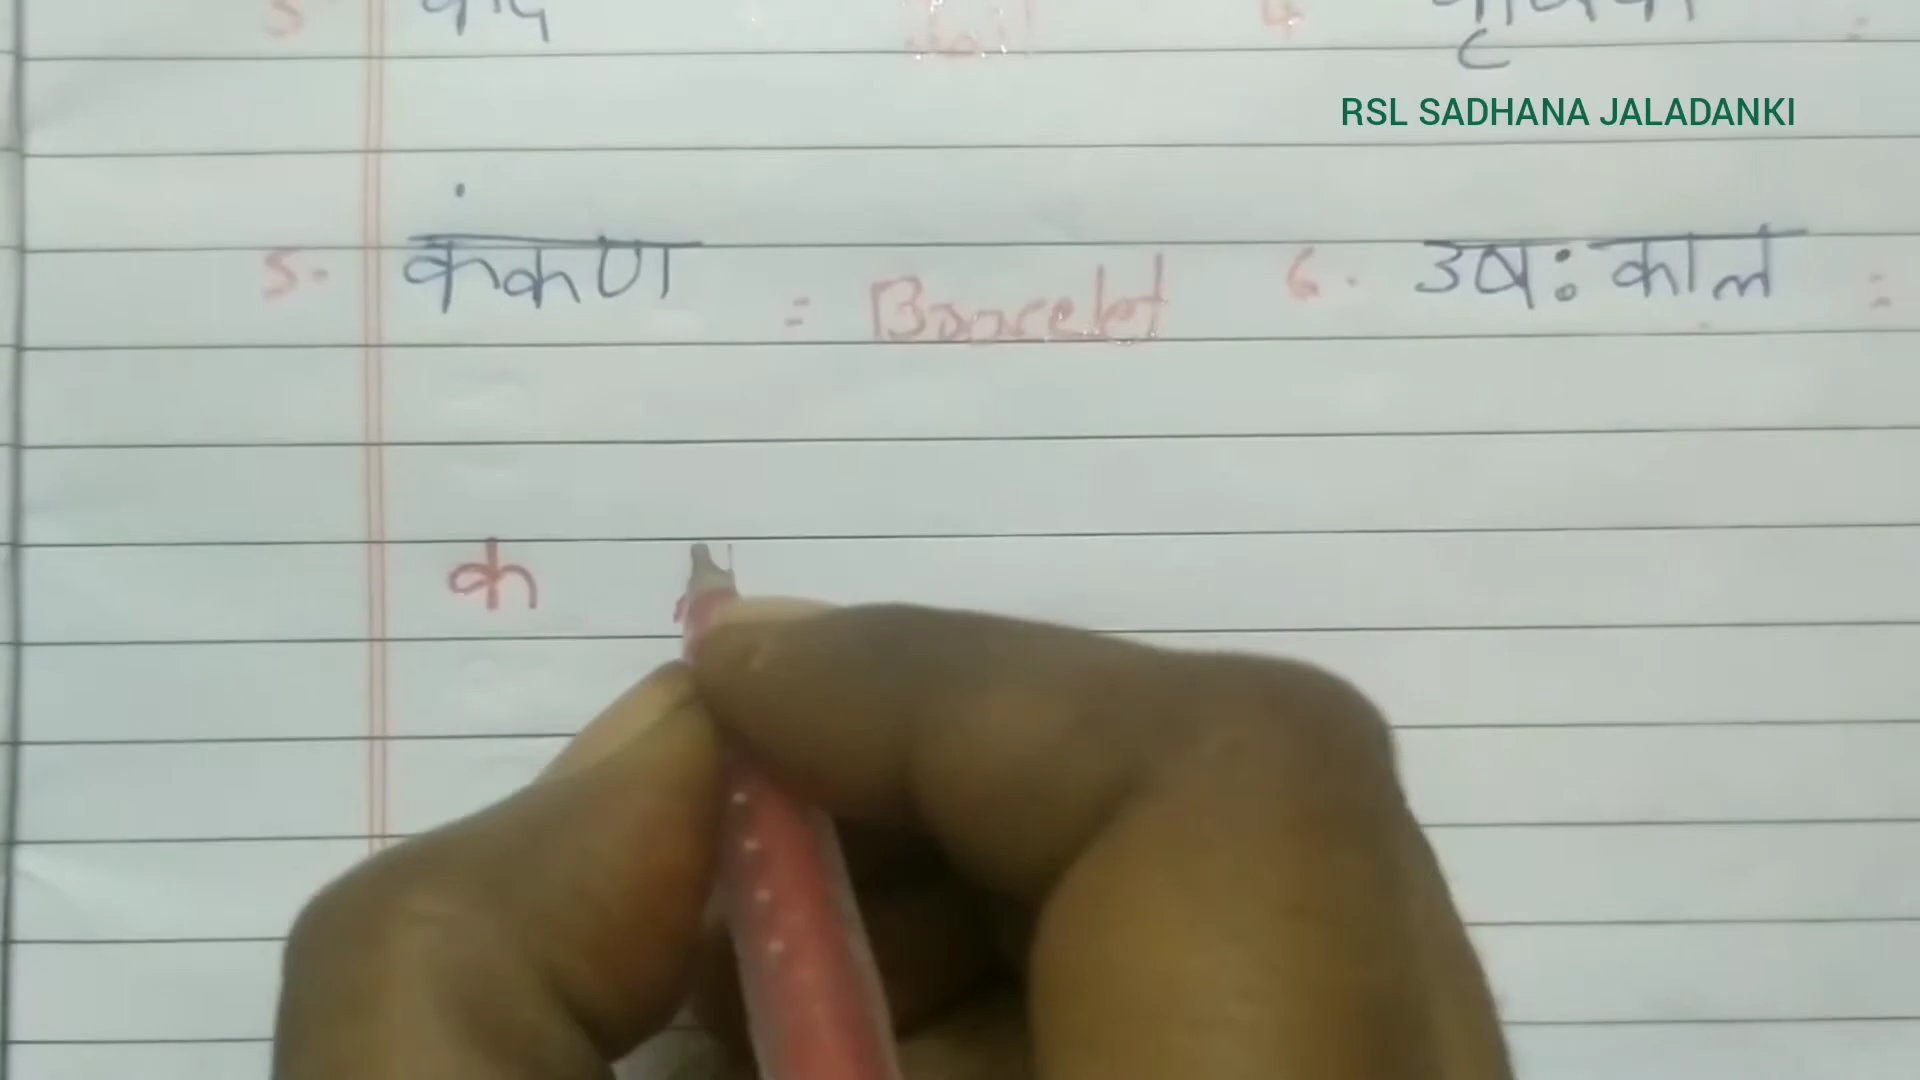 RSL SADHANA JALADANKI
5. कंकण = Bracelet 6. उष:काल =
क